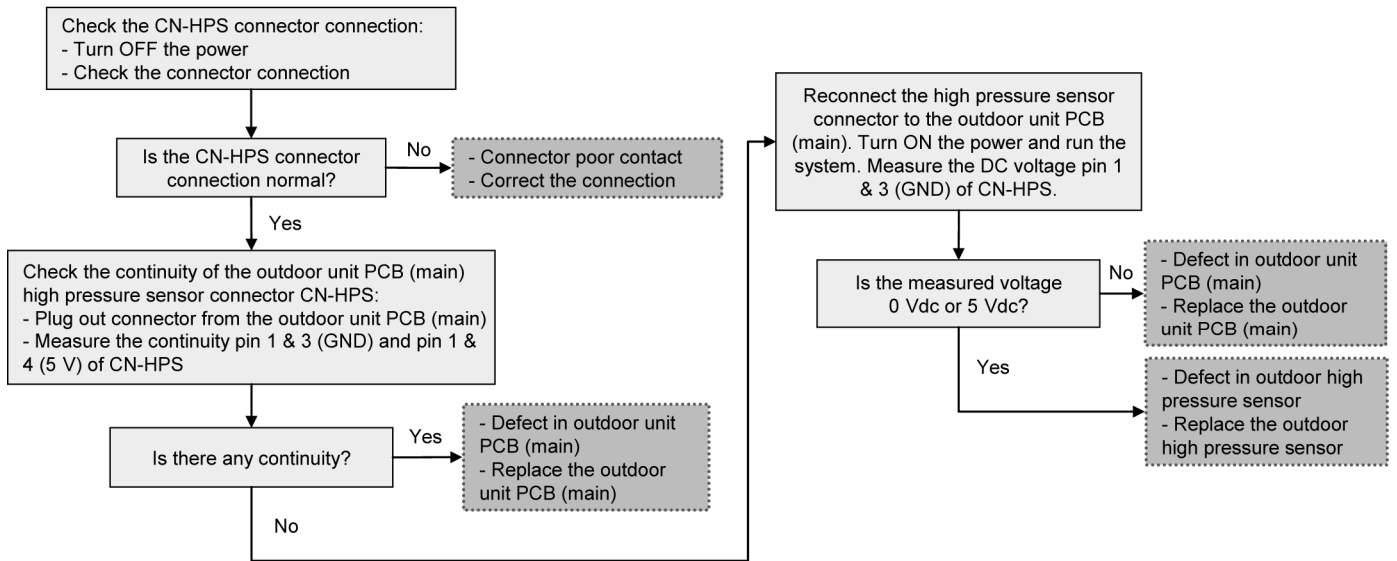 Check the CN-HPS connector connection:
- Turn OFF the power
- Check the connector connection
Is the CN-HPS connector
connection normal?
No
- Connector poor contact
- Correct the connection
Yes
Check the continuity of the outdoor unit PCB (main)
high pressure sensor connector CN-HPS:
- Plug out connector from the outdoor unit PCB (main)
- Measure the continuity pin 1 & 3 (GND) and pin 1 &
4 (5 V) of CN-HPS
Is there any continuity?
Yes
- Defect in outdoor unit
PCB (main)
- Replace the outdoor
unit PCB (main)
No
Reconnect the high pressure sensor
connector to the outdoor unit PCB
(main). Turn ON the power and run the
system. Measure the DC voltage pin 1
& 3 (GND) of CN-HPS.
Is the measured voltage
0 Vdc or 5 Vdc?
No
- Defect in outdoor unit
PCB (main)
- Replace the outdoor
unit PCB (main)
Yes
- Defect in outdoor high
pressure sensor
- Replace the outdoor
high pressure sensor